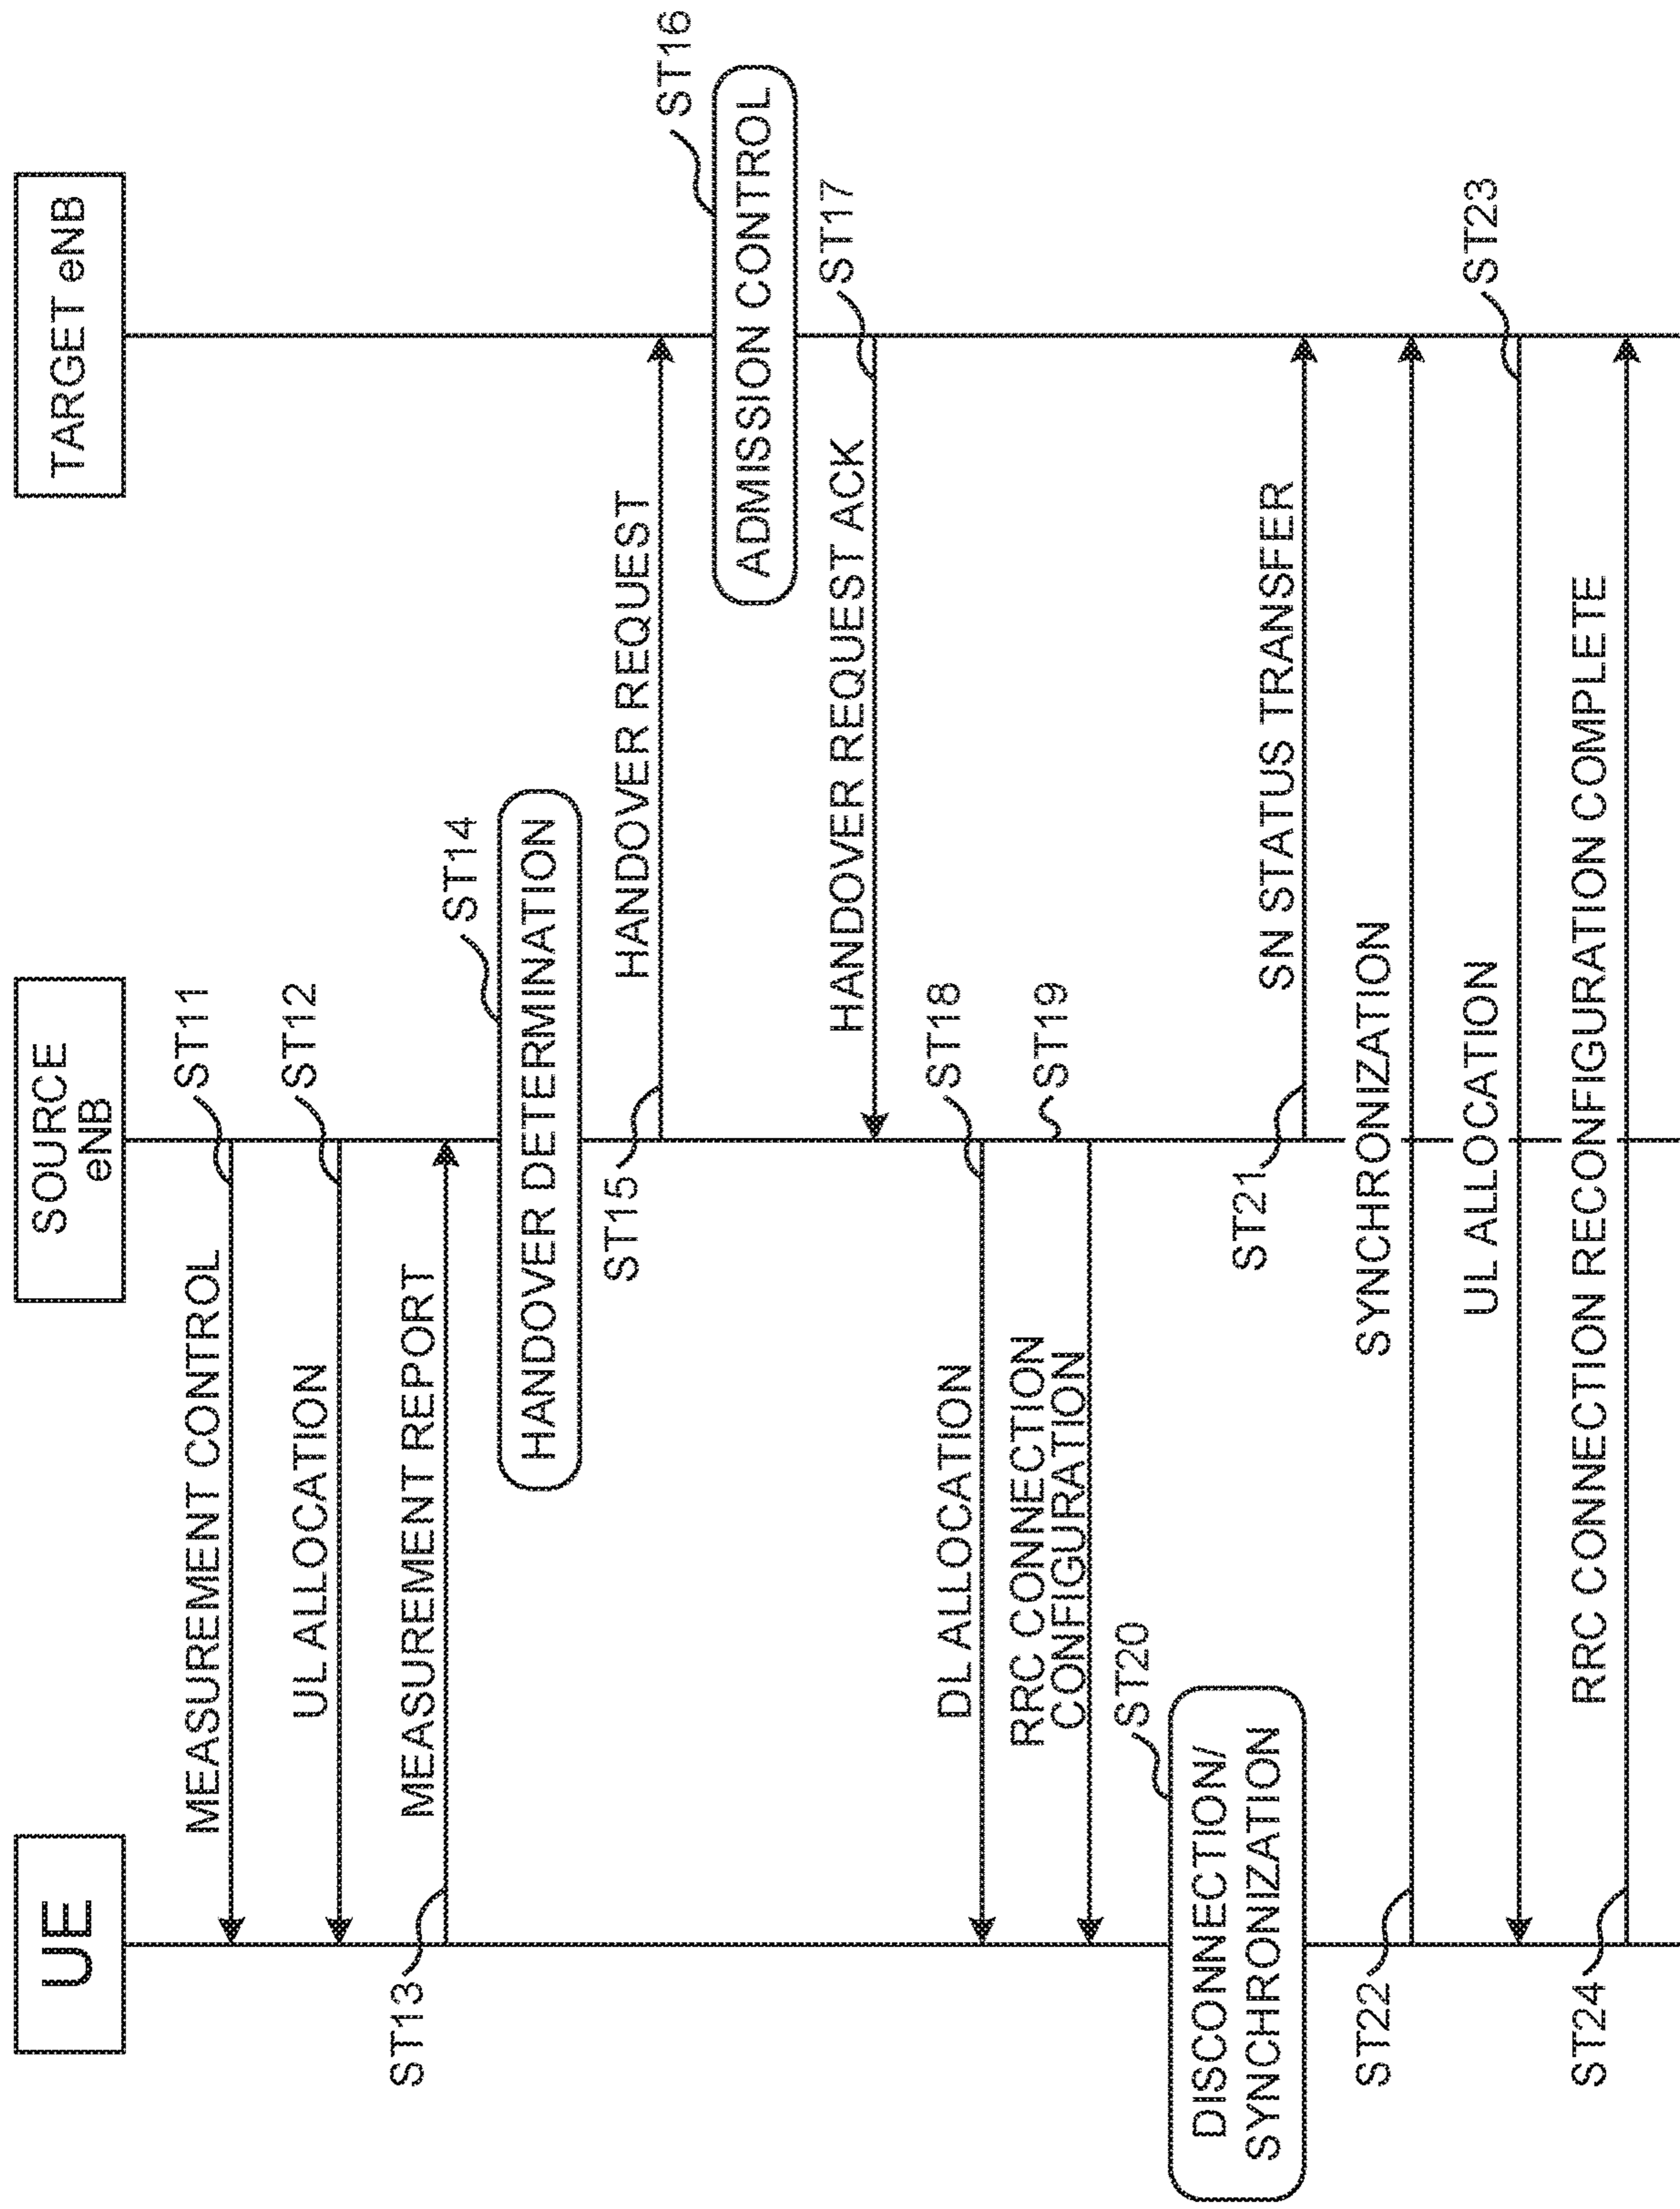 UE
SOURCE
eNB
TARGET eNB
ST11
MEASUREMENT CONTROL
ST12
UL ALLOCATION
ST13
MEASUREMENT REPORT
ST14
HANDOVER DETERMINATION
ST15
HANDOVER REQUEST
ST16
ADMISSION CONTROL
ST17
HANDOVER REQUEST ACK
ST18
DL ALLOCATION
ST19
RRC CONNECTION
CONFIGURATION
ST20
DISCONNECTION/
SYNCHRONIZATION
ST21
SN STATUS TRANSFER
ST22
SYNCHRONIZATION
ST23
UL ALLOCATION
ST24
RRC CONNECTION RECONFIGURATION COMPLETE